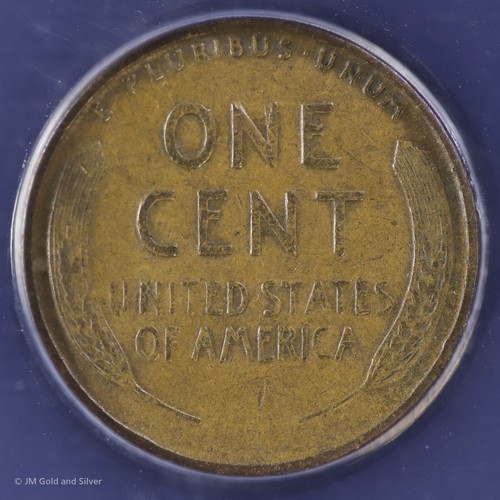 E·PLURIBUS·UNUM
ONE
CENT
UNITED·STATES
OF AMERICA
© JM Gold and Silver